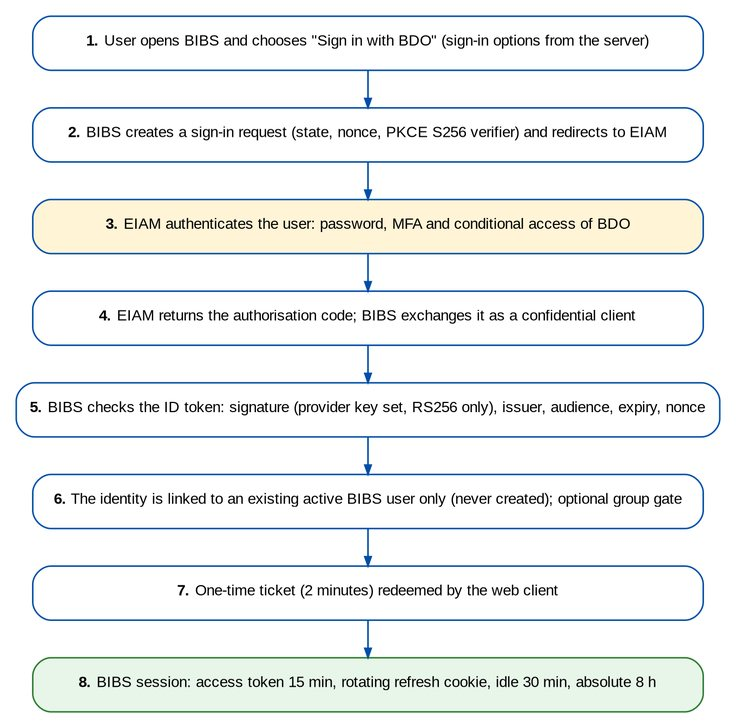 1. User opens BIBS and chooses "Sign in with BDO" (sign-in options from the server)
2. BIBS creates a sign-in request (state, nonce, PKCE S256 verifier) and redirects to EIAM
3. EIAM authenticates the user: password, MFA and conditional access of BDO
4. EIAM returns the authorisation code; BIBS exchanges it as a confidential client
5. BIBS checks the ID token: signature (provider key set, RS256 only), issuer, audience, expiry, nonce
6. The identity is linked to an existing active BIBS user only (never created); optional group gate
7. One-time ticket (2 minutes) redeemed by the web client
8. BIBS session: access token 15 min, rotating refresh cookie, idle 30 min, absolute 8 h